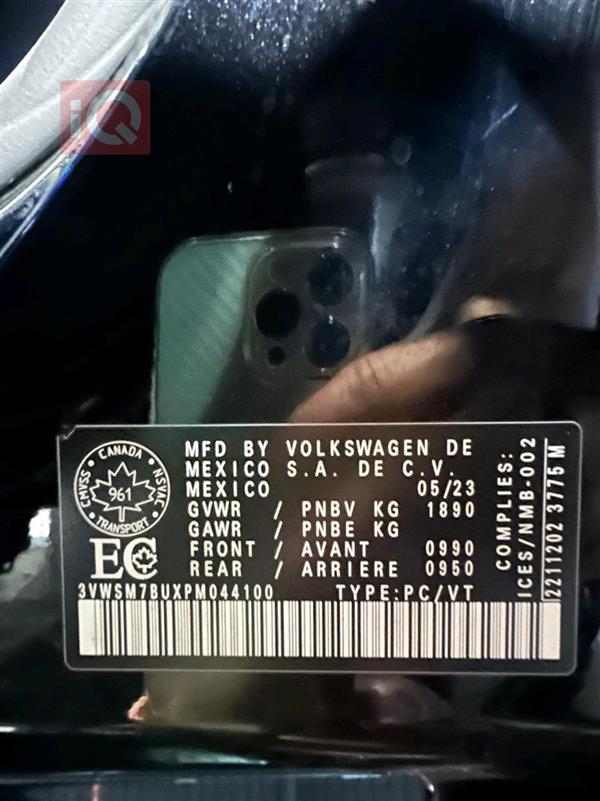 iQ
MFD BY VOLKSWAGEN DE
MEXICO S.A. DE C.V.
MEXICO 05/23
GVWR / PNBV KG 1890
GAWR / PNBE KG
FRONT / AVANT 0990
REAR / ARRIERE 0950
3VWSM7BUXPM044100 TYPE:PC/VT
CANADA
CMVSS
NSVAC
961
TRANSPORT
EC
COMPLIES:
ICES/NMB-002
2211202 3775 M